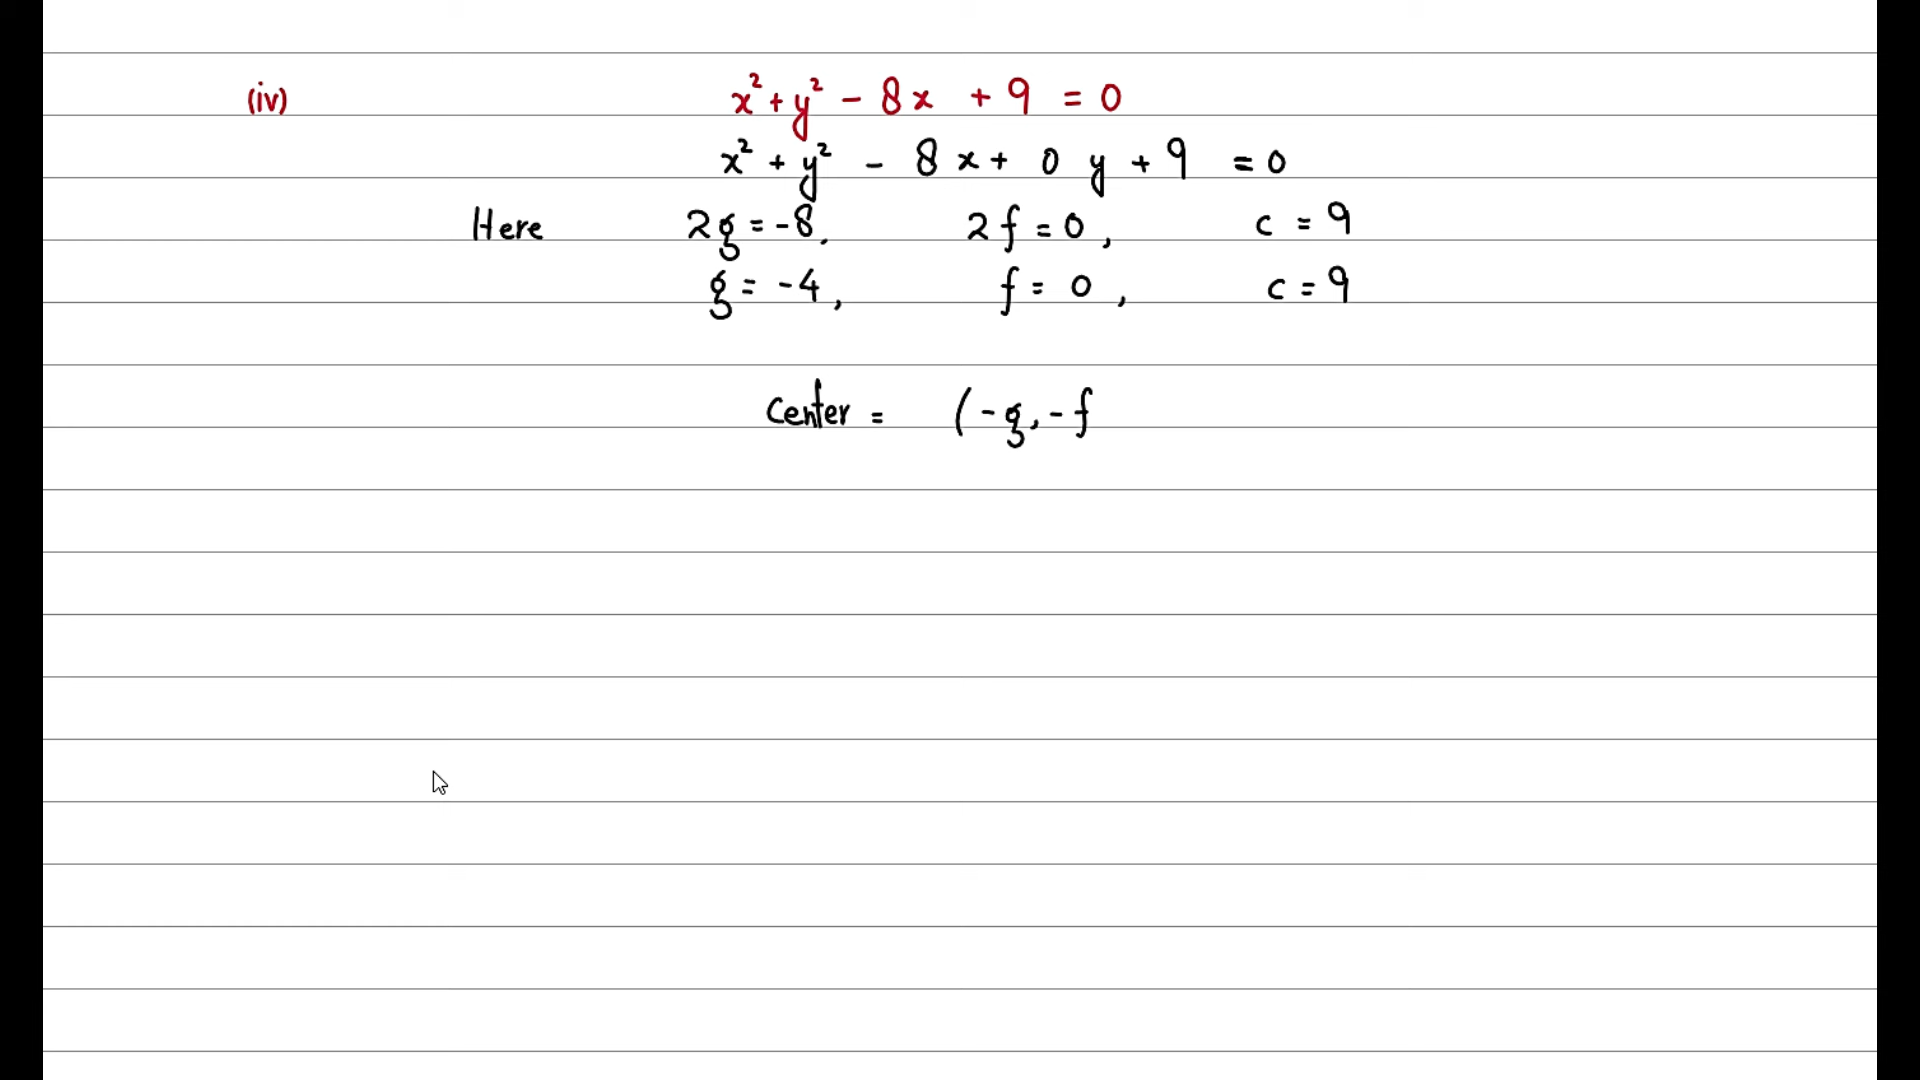 (iv) x² + y² - 8x + 9 = 0
x² + y² - 8x + 0y + 9 = 0
Here 2g = -8, 2f = 0, c = 9
g = -4, f = 0, c = 9
Center = (-g, -f